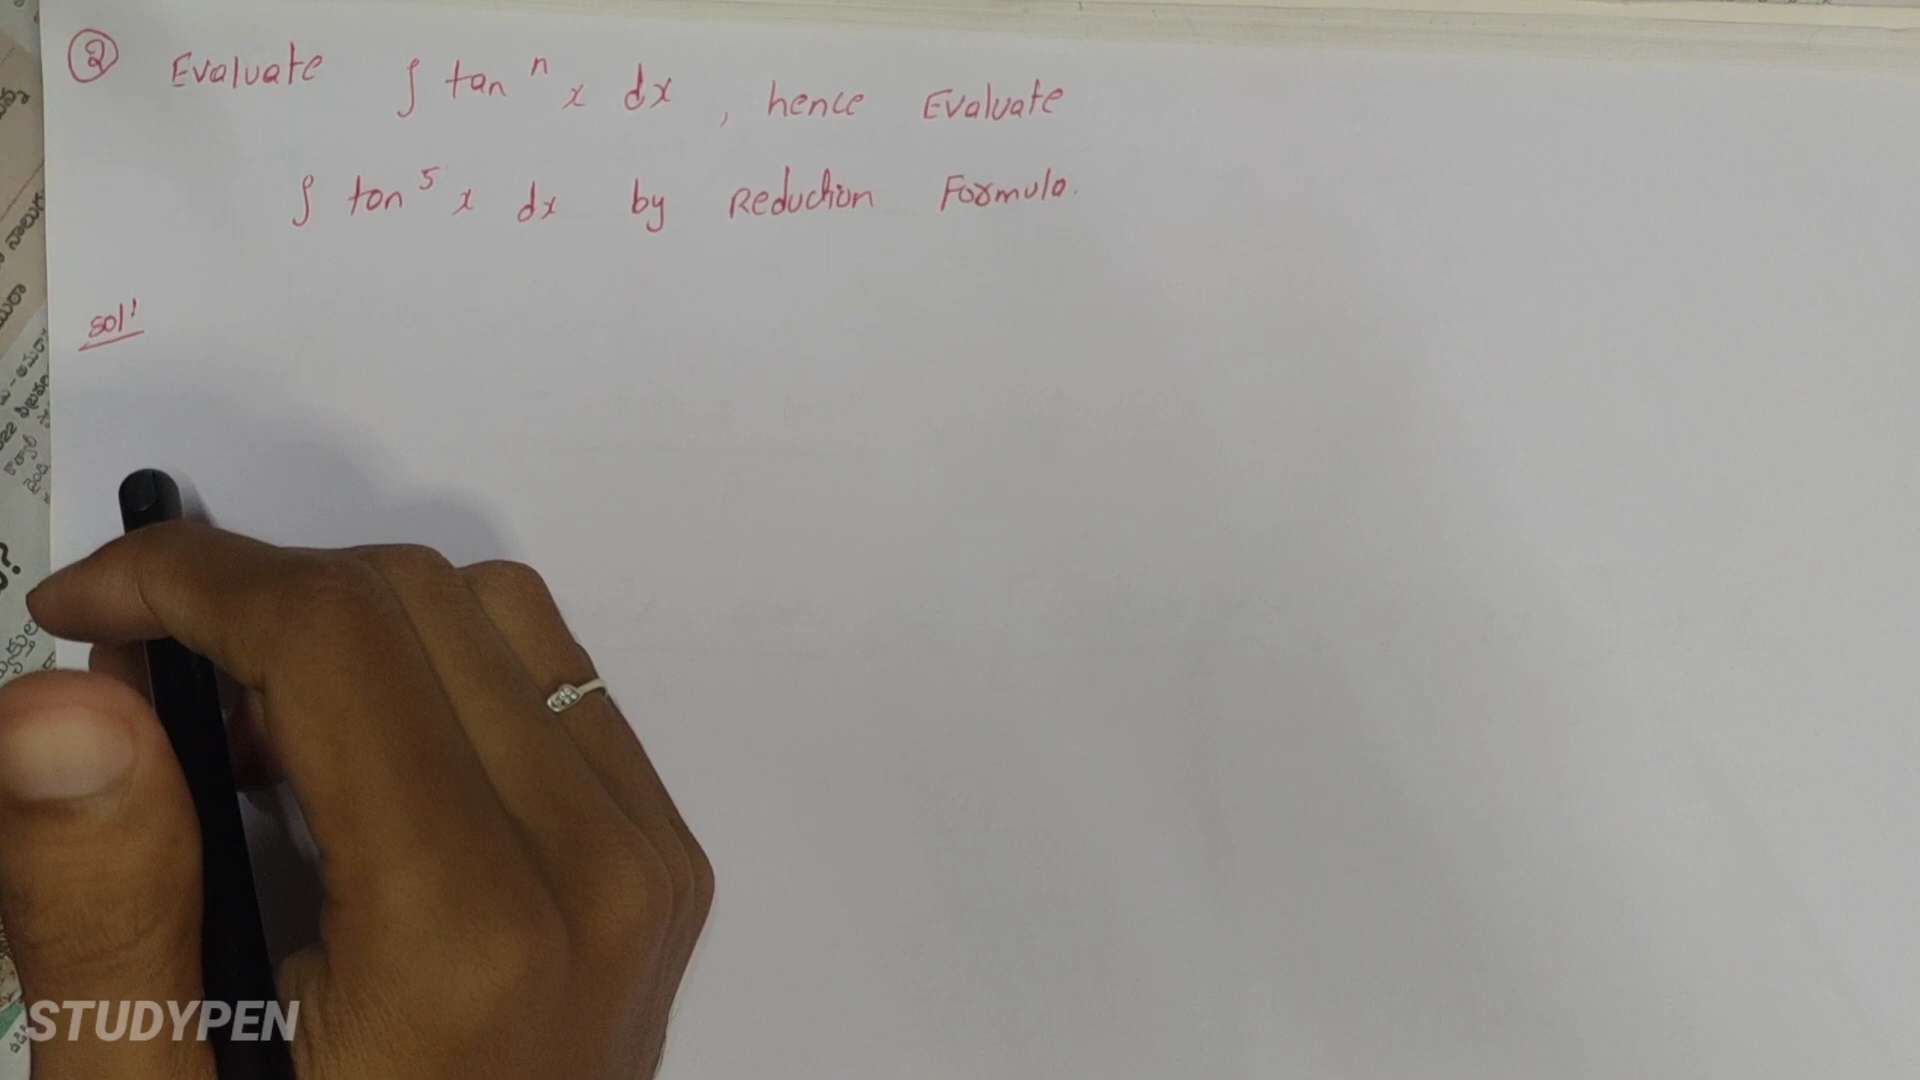 ② Evaluate ∫ tanⁿ x dx , hence Evaluate
∫ tan⁵ x dx by Reduction Formula.
sol!
STUDYPEN